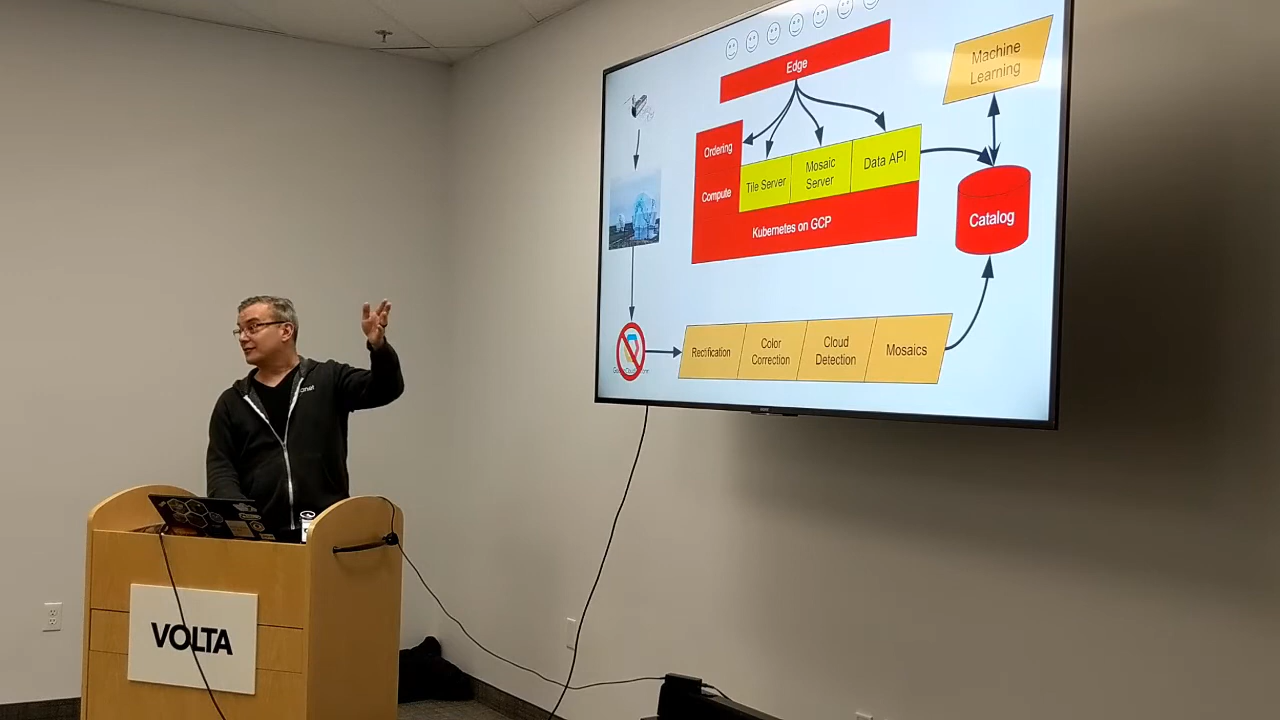 Edge
Machine
Learning
Ordering
Compute
Tile Server
Mosaic
Server
Data API
Kubernetes on GCP
Catalog
Rectification
Color
Correction
Cloud
Detection
Mosaics
VOLTA